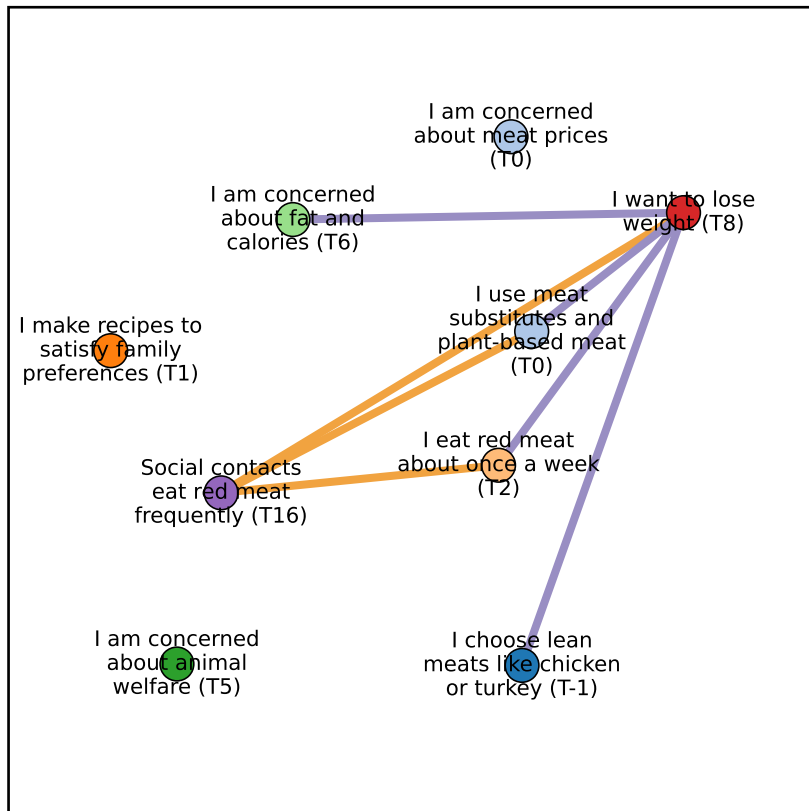 I am concerned
about meat prices
(T0)
I am concerned
about fat and
calories (T6)
I want to lose
weight (T8)
I use meat
substitutes and
plant-based meat
(T0)
I make recipes to
satisfy family
preferences (T1)
I eat red meat
about once a week
(T2)
Social contacts
eat red meat
frequently (T16)
I am concerned
about animal
welfare (T5)
I choose lean
meats like chicken
or turkey (T-1)